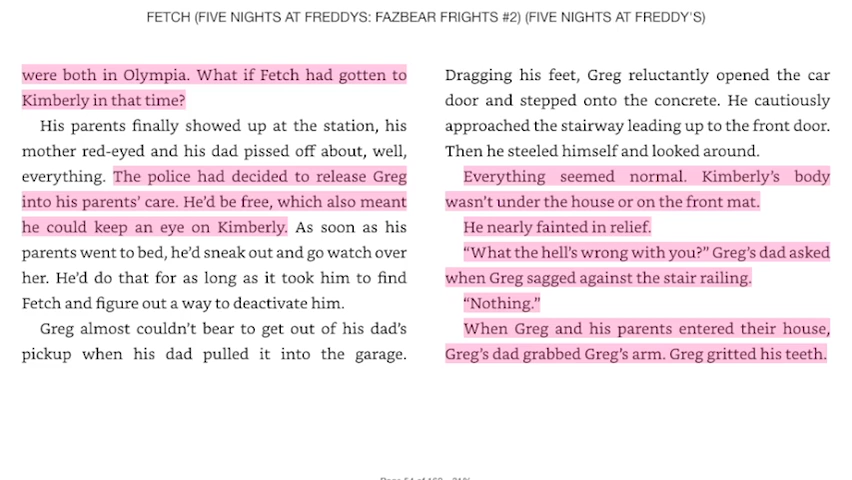 FETCH (FIVE NIGHTS AT FREDDYS: FAZBEAR FRIGHTS #2) (FIVE NIGHTS AT FREDDY'S)
were both in Olympia. What if Fetch had gotten to
Kimberly in that time?
His parents finally showed up at the station, his
mother red-eyed and his dad pissed off about, well,
everything. The police had decided to release Greg
into his parents’ care. He’d be free, which also meant
he could keep an eye on Kimberly. As soon as his
parents went to bed, he’d sneak out and go watch over
her. He’d do that for as long as it took him to find
Fetch and figure out a way to deactivate him.
Greg almost couldn’t bear to get out of his dad’s
pickup when his dad pulled it into the garage.
Dragging his feet, Greg reluctantly opened the car
door and stepped onto the concrete. He cautiously
approached the stairway leading up to the front door.
Then he steeled himself and looked around.
Everything seemed normal. Kimberly’s body
wasn’t under the house or on the front mat.
He nearly fainted in relief.
“What the hell’s wrong with you?” Greg’s dad asked
when Greg sagged against the stair railing.
“Nothing.”
When Greg and his parents entered their house,
Greg’s dad grabbed Greg’s arm. Greg gritted his teeth.